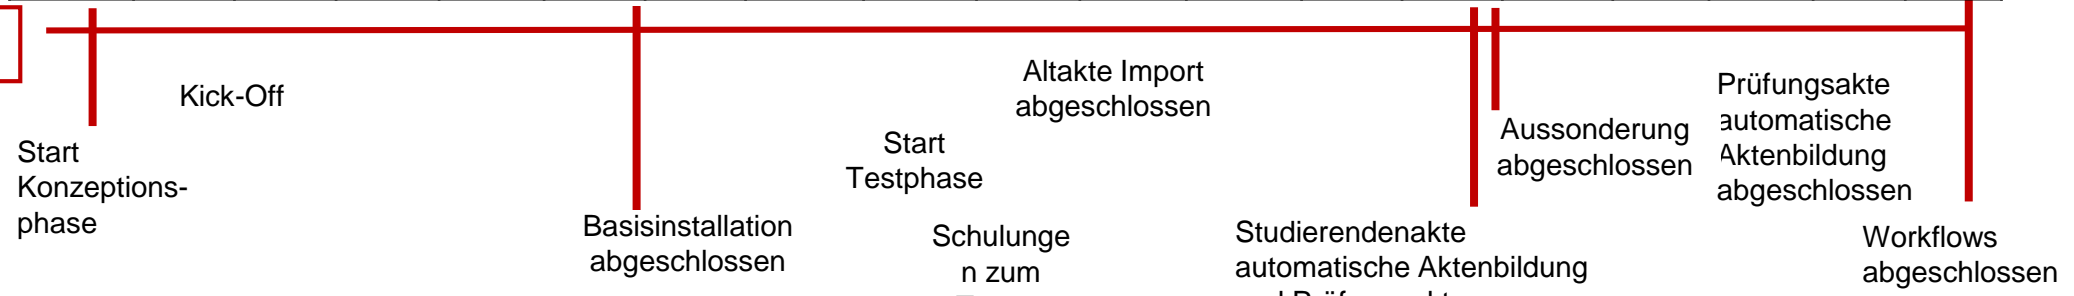 Kick-Off
Start
Konzeptions-
phase
Basisinstallation
abgeschlossen
Start
Testphase
Schulunge
n zum
Altakte Import
abgeschlossen
Studierendenakte
automatische Aktenbildung
Aussonderung
abgeschlossen
Prüfungsakte
automatische
Aktenbildung
abgeschlossen
Workflows
abgeschlossen